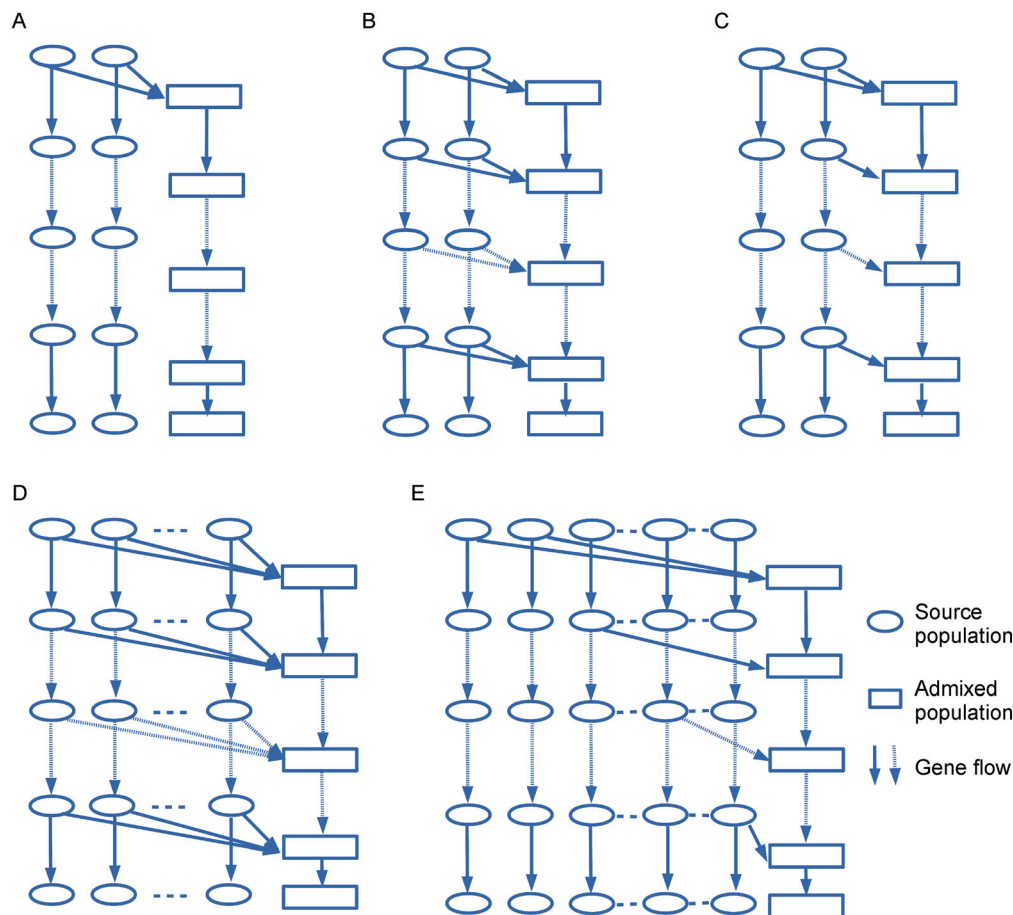 A
B
C
D
E
Source
population
Admixed
population
Gene flow